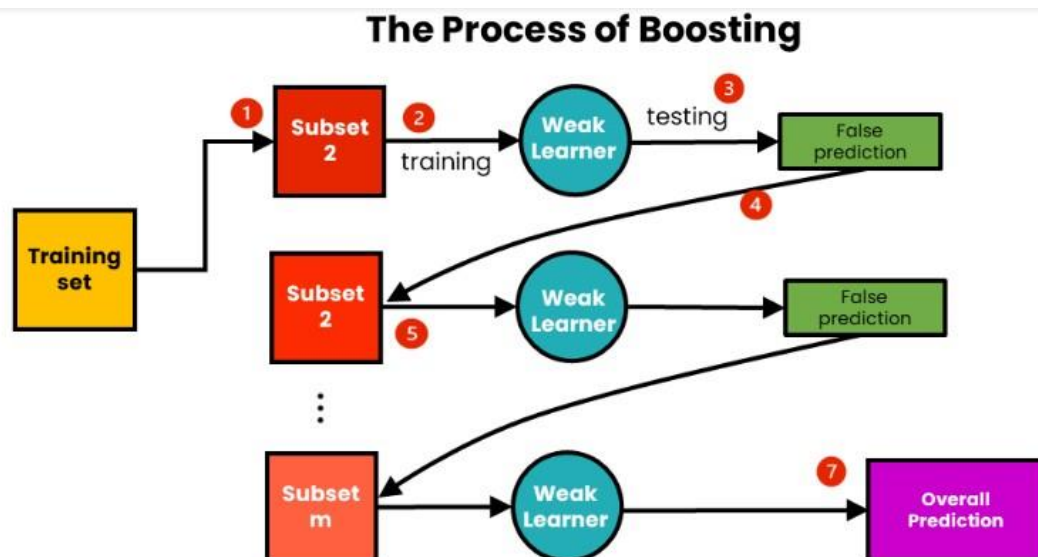 The Process of Boosting
1
Subset
2
2
training
Weak
Learner
3
testing
False
prediction
4
Training
set
Subset
2
5
Weak
Learner
False
prediction
Subset
m
Weak
Learner
7
Overall
Prediction